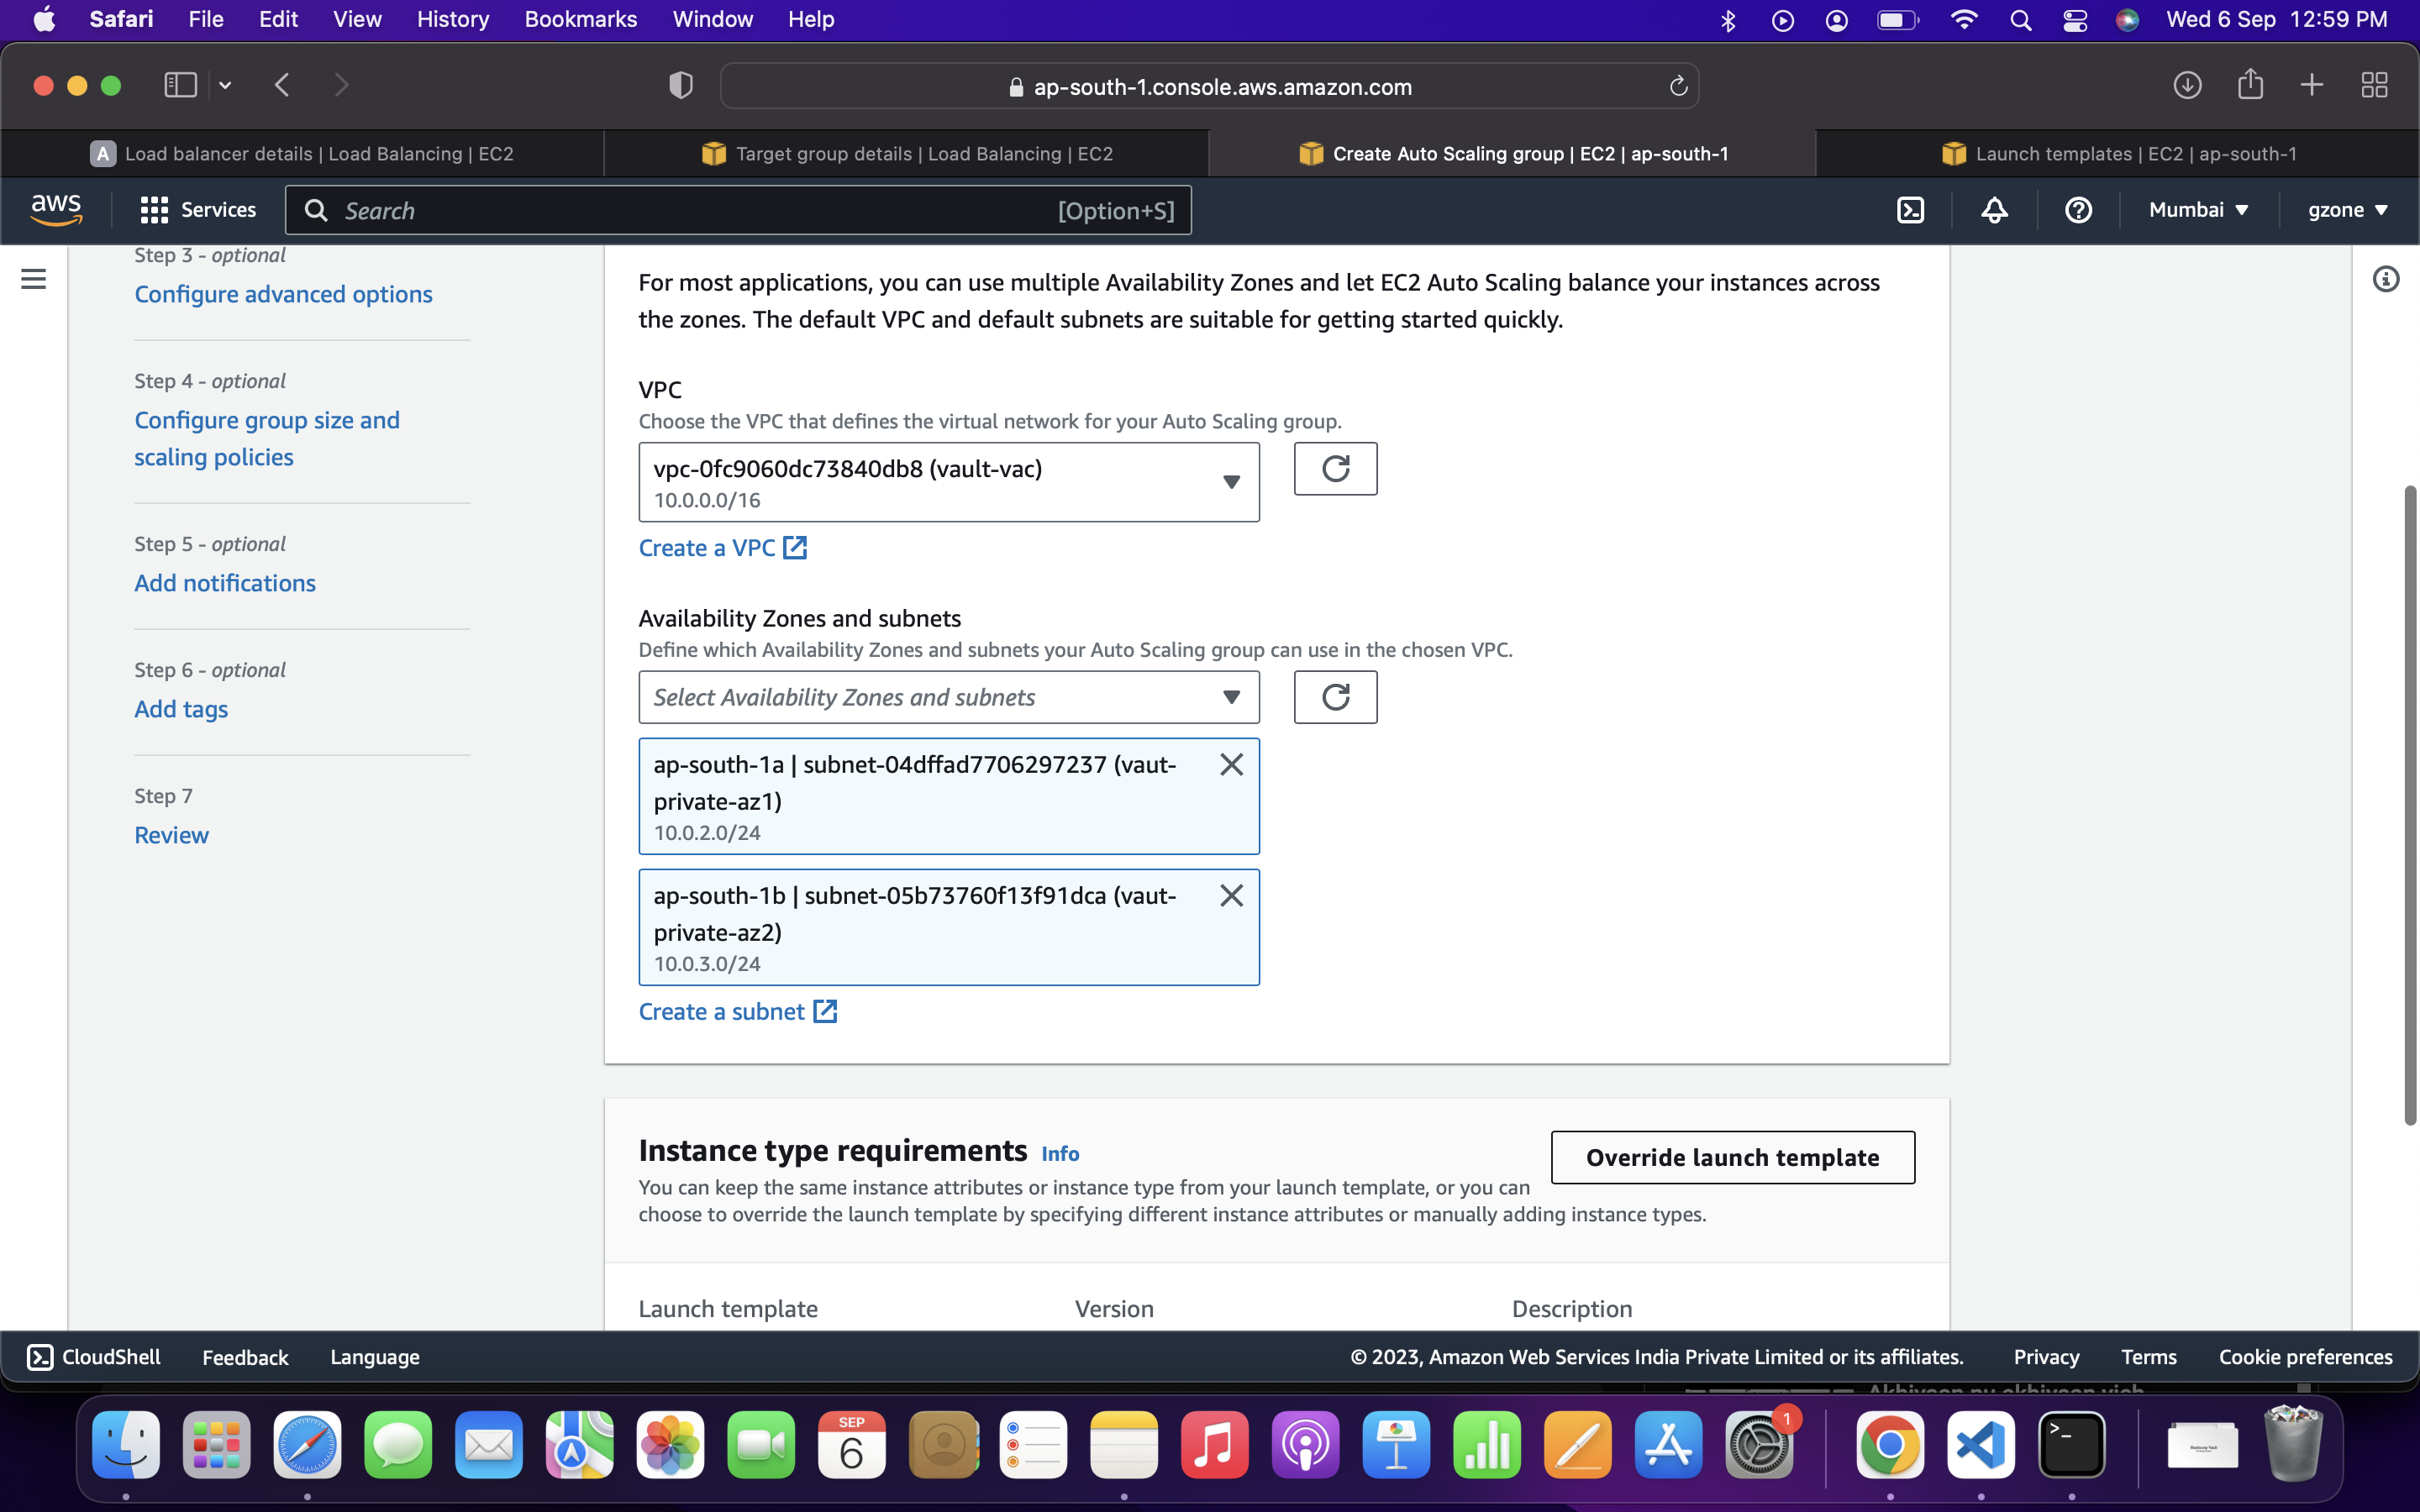 Safari File Edit View History Bookmarks Window Help Wed 6 Sep 12:59 PM
ap-south-1.console.aws.amazon.com
A Load balancer details | Load Balancing | EC2
Target group details | Load Balancing | EC2
Create Auto Scaling group | EC2 | ap-south-1
Launch templates | EC2 | ap-south-1
aws Services Search [Option+S] Mumbai gzone
Step 3 - optional
Configure advanced options
Step 4 - optional
Configure group size and
scaling policies
Step 5 - optional
Add notifications
Step 6 - optional
Add tags
Step 7
Review
For most applications, you can use multiple Availability Zones and let EC2 Auto Scaling balance your instances across
the zones. The default VPC and default subnets are suitable for getting started quickly.
VPC
Choose the VPC that defines the virtual network for your Auto Scaling group.
vpc-0fc9060dc73840db8 (vault-vac)
10.0.0.0/16
Create a VPC
Availability Zones and subnets
Define which Availability Zones and subnets your Auto Scaling group can use in the chosen VPC.
Select Availability Zones and subnets
ap-south-1a | subnet-04dffad7706297237 (vaut-
private-az1)
10.0.2.0/24
ap-south-1b | subnet-05b73760f13f91dca (vaut-
private-az2)
10.0.3.0/24
Create a subnet
Instance type requirements Info
Override launch template
You can keep the same instance attributes or instance type from your launch template, or you can
choose to override the launch template by specifying different instance attributes or manually adding instance types.
Launch template Version Description
CloudShell Feedback Language © 2023, Amazon Web Services India Private Limited or its affiliates. Privacy Terms Cookie preferences
SEP
6
1